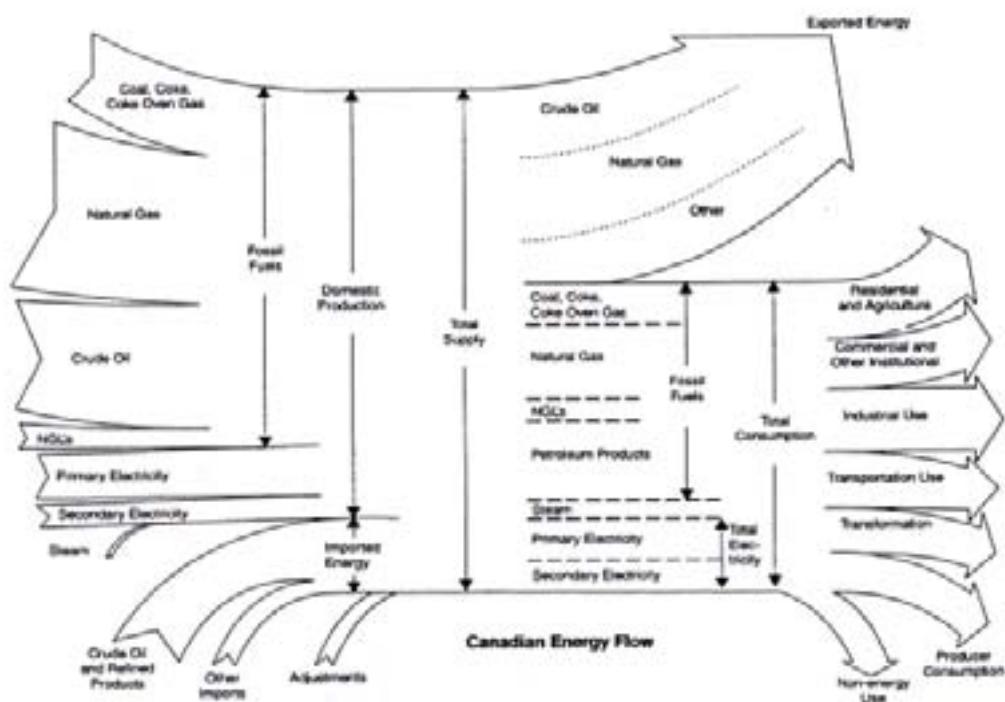 Exported Energy
Coal, Coke,
Coke Oven Gas
Natural Gas
Crude Oil
NGLs
Primary Electricity
Secondary Electricity
Steam
Crude Oil
and Refined
Products
Other
Imports
Adjustments
Fossil
Fuels
Domestic
Production
Imported
Energy
Total
Supply
Crude Oil
Natural Gas
Other
Coal, Coke,
Coke Oven Gas
Natural Gas
NGLs
Petroleum Products
Steam
Primary Electricity
Secondary Electricity
Fossil
Fuels
Total
Elec-
tricity
Total
Consumption
Residential
and Agriculture
Commercial and
Other Institutional
Industrial Use
Transportation Use
Transformation
Producer
Consumption
Non-energy
Use
Canadian Energy Flow